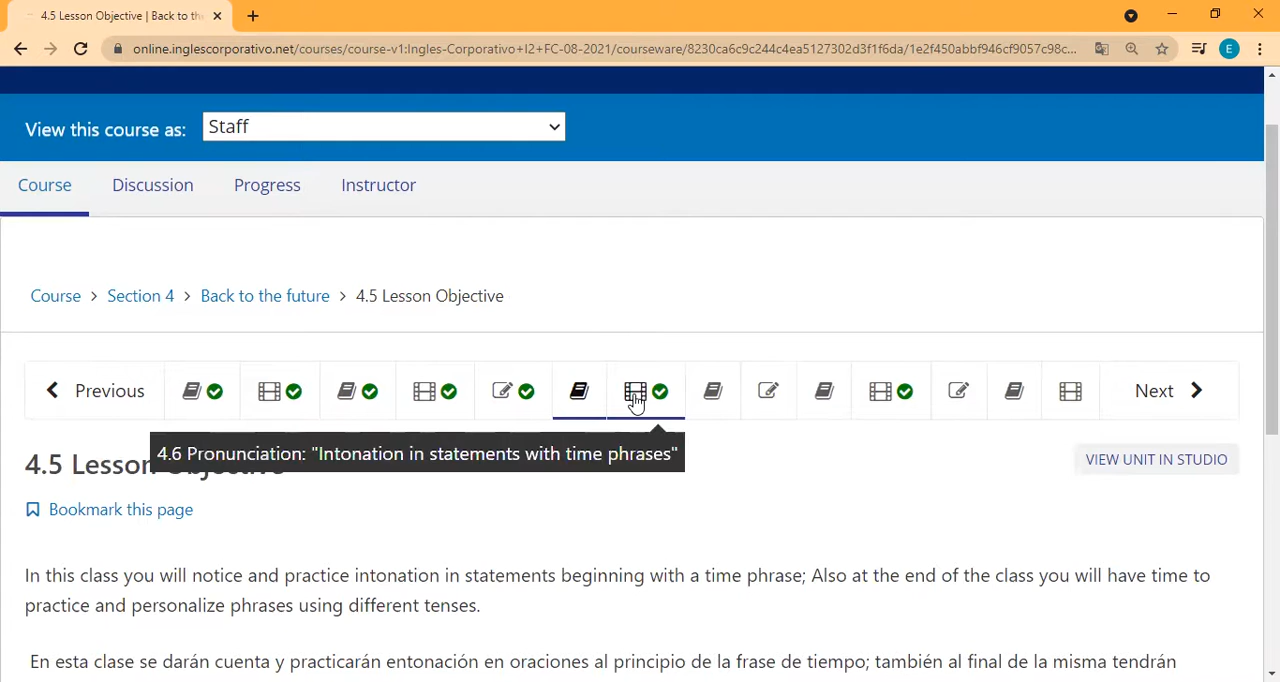 4.5 Lesson Objective | Back to th
online.inglescorporativo.net/courses/course-v1:Ingles-Corporativo+I2+FC-08-2021/courseware/8230ca6c9c244c4ea5127302d3f1f6da/1e2f450abbf946cf9057c98c...
E
View this course as:
Staff
Course
Discussion
Progress
Instructor
Course > Section 4 > Back to the future > 4.5 Lesson Objective
Previous
Next
4.6 Pronunciation: "Intonation in statements with time phrases"
4.5 Lesson Objective
VIEW UNIT IN STUDIO
Bookmark this page
In this class you will notice and practice intonation in statements beginning with a time phrase; Also at the end of the class you will have time to
practice and personalize phrases using different tenses.
En esta clase se darán cuenta y practicarán entonación en oraciones al principio de la frase de tiempo; también al final de la misma tendrán